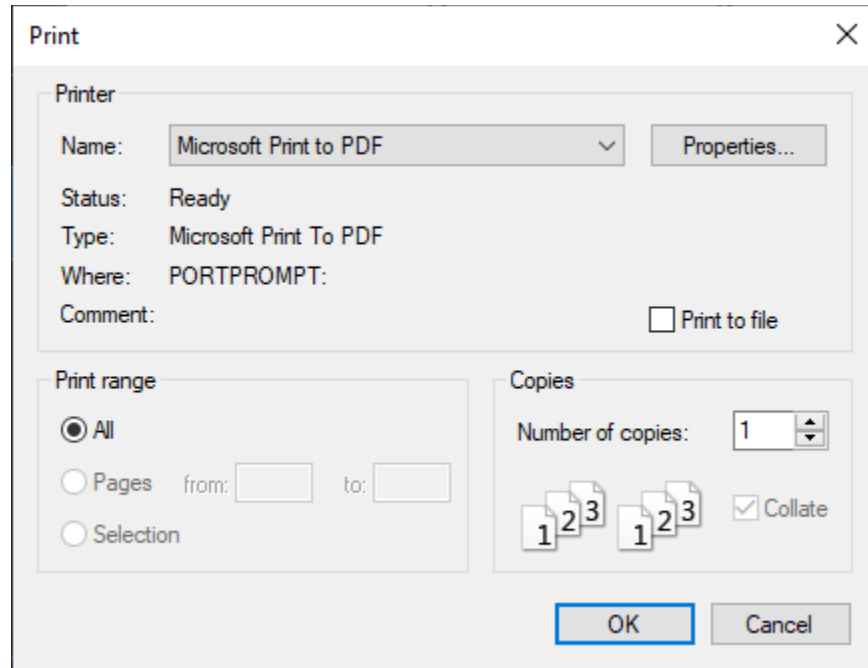 Print
Printer
Name: Microsoft Print to PDF Properties...
Status: Ready
Type: Microsoft Print To PDF
Where: PORTPROMPT:
Comment:
Print to file
Print range
All
Pages from: to:
Selection
Copies
Number of copies: 1
1 2 3 1 2 3
Collate
OK Cancel